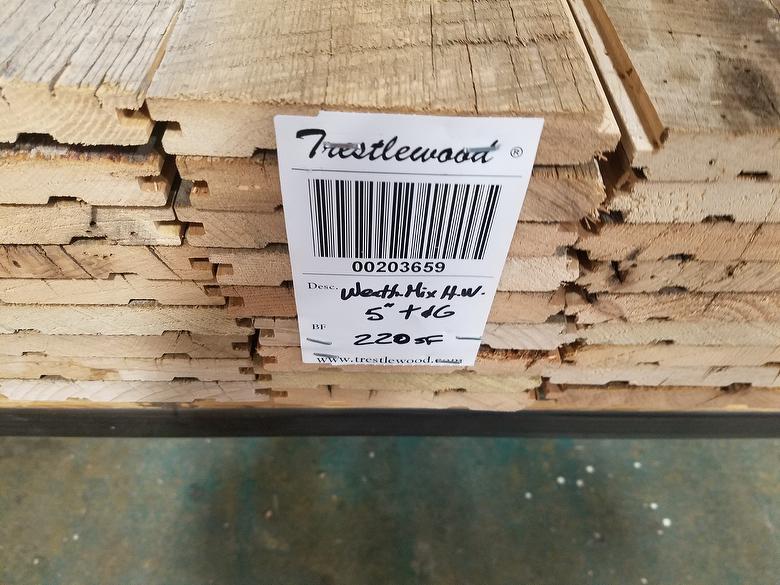 Trestlewood ®
00203659
Desc. Weath. Mix H.W.
5" T&G
BF 220 SF
www.trestlewood.com